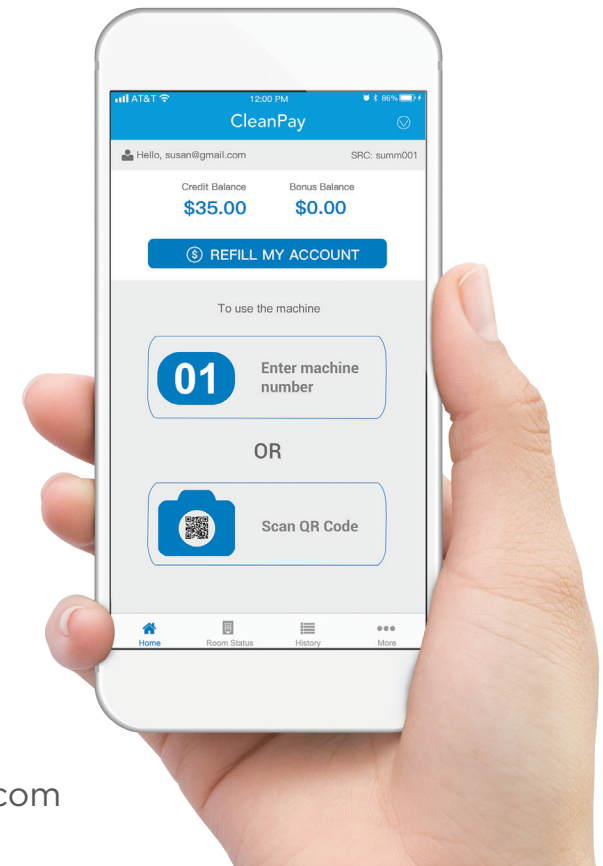 AT&T 12:00 PM 86%
CleanPay
Hello, susan@gmail.com SRC: summ001
Credit Balance Bonus Balance
$35.00 $0.00
$ REFILL MY ACCOUNT
To use the machine
01 Enter machine
number
OR
Scan QR Code
Home Room Status History More
com